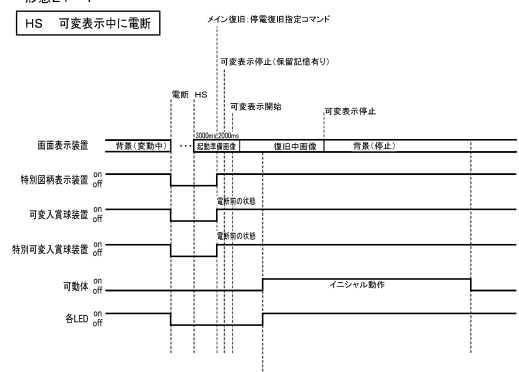 HS　可変表示中に電断
メイン復旧：停電復旧指定コマンド
可変表示停止（保留記憶有り）
電断 HS
可変表示開始
可変表示停止
3000ms 2000ms
画面表示装置 背景（変動中） ・・・ 起動準備画像 復旧中画像 背景（停止）
特別図柄表示装置 on off
電断前の状態
可変入賞球装置 on off
電断前の状態
特別可変入賞球装置 on off
可動体 on off イニシャル動作
各LED on off